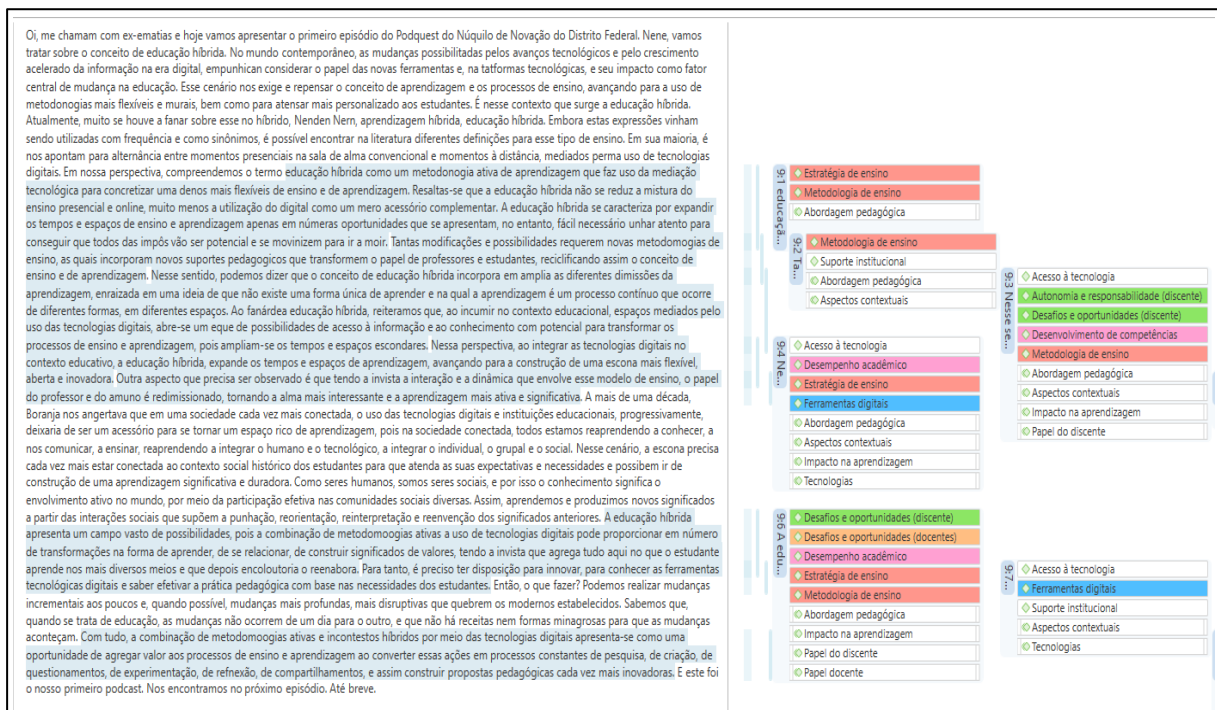 Oi, me chamam com ex-ematias e hoje vamos apresentar o primeiro episódio do Podquest do Núquilo de Novação do Distrito Federal. Nene, vamos
tratar sobre o conceito de educação híbrida. No mundo contemporâneo, as mudanças possibilitadas pelos avanços tecnológicos e pelo crescimento
acelerado da informação na era digital, empunhican considerar o papel das novas ferramentas e, na tatformas tecnológicas, e seu impacto como fator
central de mudança na educação. Esse cenário nos exige e repensar o conceito de aprendizagem e os processos de ensino, avançando para a uso de
metodonogias mais flexíveis e murais, bem como para atensar mais personalizado aos estudantes. É nesse contexto que surge a educação híbrida.
Atualmente, muito se houve a fanar sobre esse no híbrido, Nenden Nern, aprendizagem híbrida, educação híbrida. Embora estas expressões vinham
sendo utilizadas com frequência e como sinônimos, é possível encontrar na literatura diferentes definições para esse tipo de ensino. Em sua maioria, é
nos apontam para alternância entre momentos presenciais na sala de alma convencional e momentos à distância, mediados perma uso de tecnologias
digitais. Em nossa perspectiva, compreendemos o termo educação híbrida como um metodonogia ativa de aprendizagem que faz uso da mediação
tecnológica para concretizar uma denos mais flexíveis de ensino e de aprendizagem. Resaltas-se que a educação híbrida não se reduz a mistura do
ensino presencial e online, muito menos a utilização do digital como um mero acessório complementar. A educação híbrida se caracteriza por expandir
os tempos e espaços de ensino e aprendizagem apenas em números oportunidades que se apresentam, no entanto, fácil necessário unhar atento para
conseguir que todos das impôs vão ser potencial e se movinizem para ir a moir. Tantas modificações e possibilidades requerem novas metodomogias de
ensino, as quais incorporam novos suportes pedagogicos que transformem o papel de professores e estudantes, reciclificando assim o conceito de
ensino e de aprendizagem. Nesse sentido, podemos dizer que o conceito de educação híbrida incorpora em amplia as diferentes dimissões da
aprendizagem, enraizada em uma ideia de que não existe uma forma única de aprender e na qual a aprendizagem é um processo contínuo que ocorre
de diferentes formas, em diferentes espaços. Ao fanárdea educação híbrida, reiteramos que, ao incumir no contexto educacional, espaços mediados pelo
uso das tecnologias digitais, abre-se um eque de possibilidades de acesso à informação e ao conhecimento com potencial para transformar os
processos de ensino e aprendizagem, pois ampliam-se os tempos e espaços escondares. Nessa perspectiva, ao integrar as tecnologias digitais no
contexto educativo, a educação híbrida, expande os tempos e espaços de aprendizagem, avançando para a construção de uma escona mais flexível,
aberta e inovadora. Outra aspecto que precisa ser observado é que tendo a invista a interação e a dinâmica que envolve esse modelo de ensino, o papel
do professor e do amuno é redimissionado, tornando a alma mais interessante e a aprendizagem mais ativa e significativa. A mais de uma década,
Boranja nos angertava que em uma sociedade cada vez mais conectada, o uso das tecnologias digitais e instituições educacionais, progressivamente,
deixaria de ser um acessório para se tornar um espaço rico de aprendizagem, pois na sociedade conectada, todos estamos reaprendendo a conhecer, a
nos comunicar, a ensinar, reaprendendo a integrar o humano e o tecnológico, a integrar o individual, o grupal e o social. Nesse cenário, a escona precisa
cada vez mais estar conectada ao contexto social histórico dos estudantes para que atenda as suas expectativas e necessidades e possibem ir de
construção de uma aprendizagem significativa e duradora. Como seres humanos, somos seres sociais, e por isso o conhecimento significa o
envolvimento ativo no mundo, por meio da participação efetiva nas comunidades sociais diversas. Assim, aprendemos e produzimos novos significados
a partir das interações sociais que supõem a punhação, reorientação, reinterpretação e reenvenção dos significados anteriores. A educação híbrida
apresenta um campo vasto de possibilidades, pois a combinação de metodomoogias ativas a uso de tecnologias digitais pode proporcionar em número
de transformações na forma de aprender, de se relacionar, de construir significados de valores, tendo a invista que agrega tudo aqui no que o estudante
aprende nos mais diversos meios e que depois encoloutoria o reenabora. Para tanto, é preciso ter disposição para innovar, para conhecer as ferramentas
tecnológicas digitais e saber efetivar a prática pedagógica com base nas necessidades dos estudantes. Então, o que fazer? Podemos realizar mudanças
incrementais aos poucos e, quando possível, mudanças mais profundas, mais disruptivas que quebrem os modernos estabelecidos. Sabemos que,
quando se trata de educação, as mudanças não ocorrem de um dia para o outro, e que não há receitas nem formas minagrosas para que as mudanças
aconteçam. Com tudo, a combinação de metodomoogias ativas e incontestos híbridos por meio das tecnologias digitais apresenta-se como uma
oportunidade de agregar valor aos processos de ensino e aprendizagem ao converter essas ações em processos constantes de pesquisa, de criação, de
questionamentos, de experimentação, de refnexão, de compartilhamentos, e assim construir propostas pedagógicas cada vez mais inovadoras. E este foi
o nosso primeiro podcast. Nos encontramos no próximo episódio. Até breve.
9:1 educaçã...
Estratégia de ensino
Metodologia de ensino
Abordagem pedagógica
9:2 Ta...
Metodologia de ensino
Suporte institucional
Abordagem pedagógica
Aspectos contextuais
9:3 Nesse se...
Acesso à tecnologia
Autonomia e responsabilidade (discente)
Desafios e oportunidades (discente)
Desenvolvimento de competências
Metodologia de ensino
Abordagem pedagógica
Aspectos contextuais
Impacto na aprendizagem
Papel do discente
9:4 Ne...
Acesso à tecnologia
Desempenho acadêmico
Estratégia de ensino
Ferramentas digitais
Abordagem pedagógica
Aspectos contextuais
Impacto na aprendizagem
Tecnologias
9:6 A edu...
Desafios e oportunidades (discente)
Desafios e oportunidades (docentes)
Desempenho acadêmico
Estratégia de ensino
Metodologia de ensino
Abordagem pedagógica
Impacto na aprendizagem
Papel do discente
Papel docente
9:7...
Acesso à tecnologia
Ferramentas digitais
Suporte institucional
Aspectos contextuais
Tecnologias